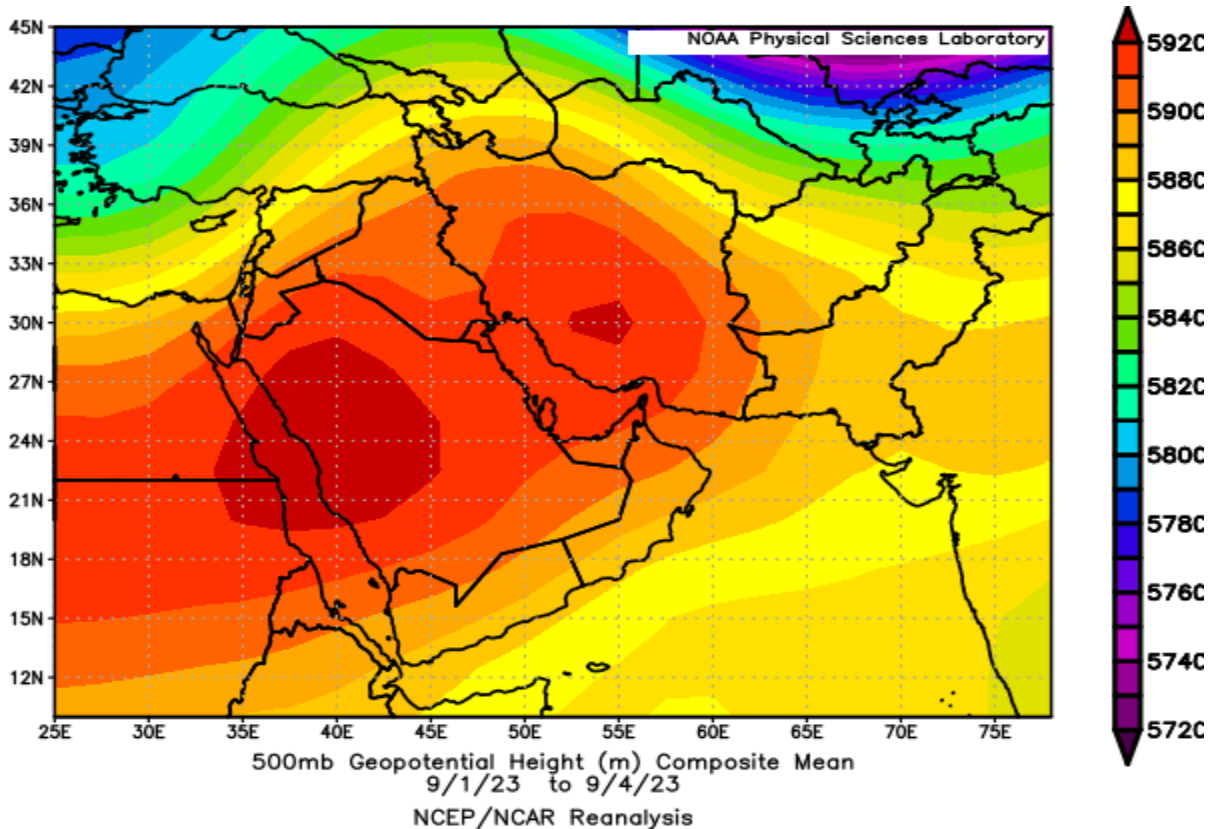 NOAA Physical Sciences Laboratory
45N
42N
39N
36N
33N
30N
27N
24N
21N
18N
15N
12N
25E 30E 35E 40E 45E 50E 55E 60E 65E 70E 75E
5920
5900
5880
5860
5840
5820
5800
5780
5760
5740
5720
500mb Geopotential Height (m) Composite Mean
9/1/23 to 9/4/23
NCEP/NCAR Reanalysis